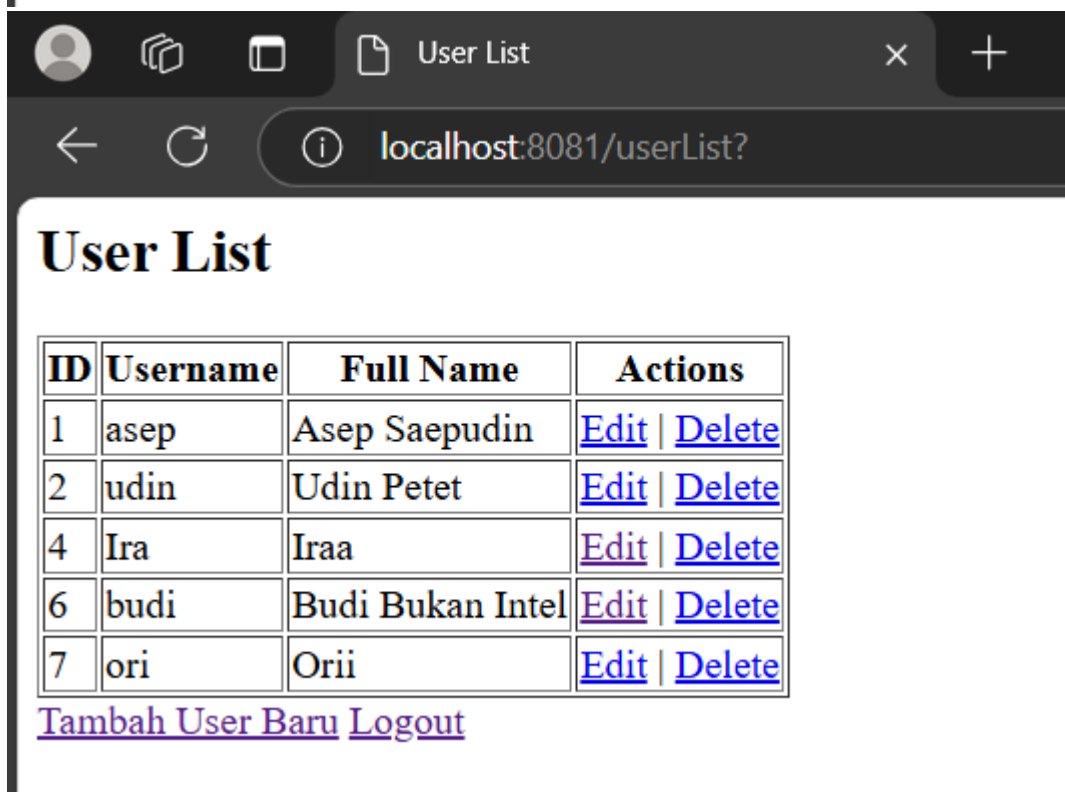 User List
localhost:8081/userList?
User List
ID Username Full Name Actions
1 asep Asep Saepudin Edit | Delete
2 udin Udin Petet Edit | Delete
4 Ira Iraa Edit | Delete
6 budi Budi Bukan Intel Edit | Delete
7 ori Orii Edit | Delete
Tambah User Baru Logout